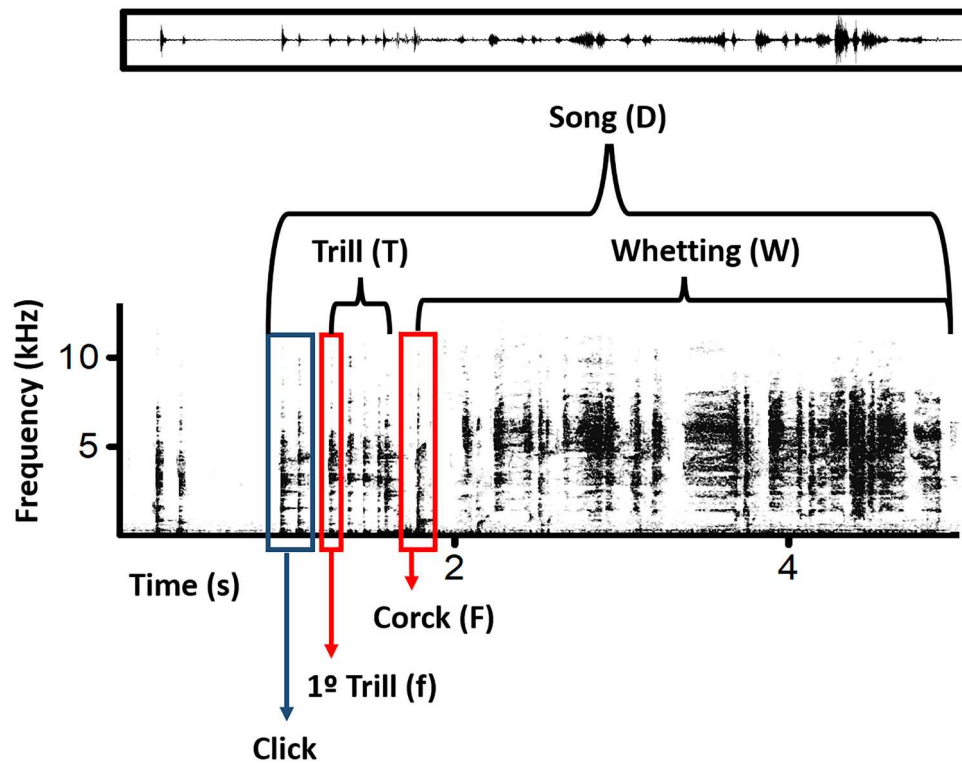 Song (D)
Trill (T)
Whetting (W)
Frequency (kHz)
10
5
2
4
Time (s)
Corck (F)
1º Trill (f)
Click